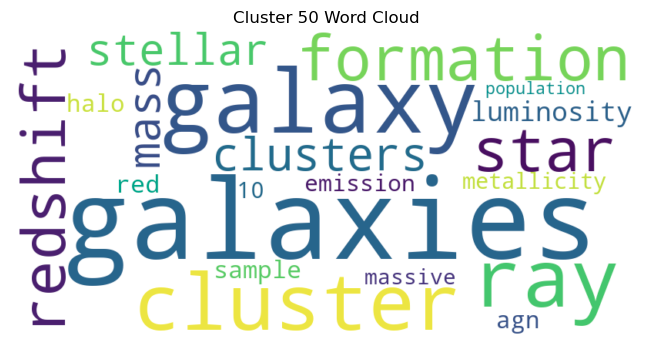 Cluster 50 Word Cloud
redshift
stellar
formation
halo
mass
galaxy
population
luminosity
clusters
star
red
10
emission
metallicity
galaxies
sample
massive
ray
cluster
agn